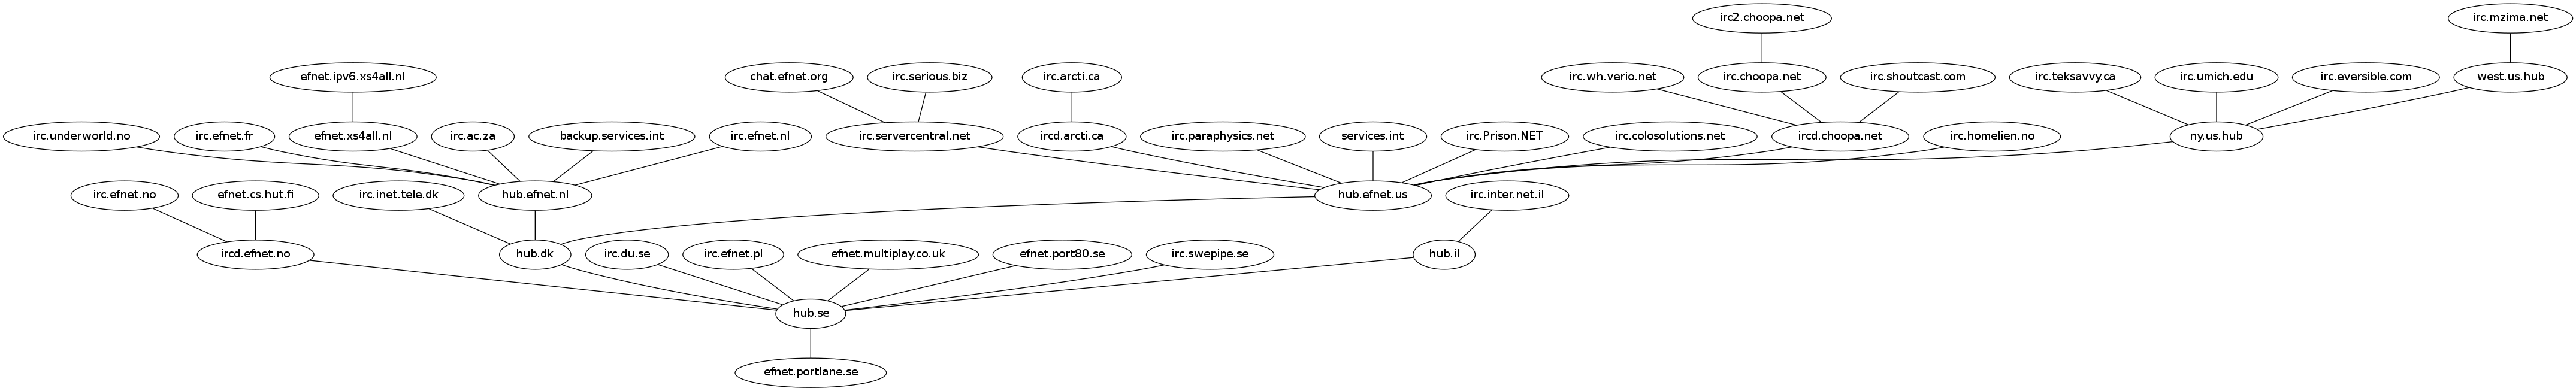 irc2.choopa.net
irc.mzima.net
efnet.ipv6.xs4all.nl
chat.efnet.org
irc.serious.biz
irc.arcti.ca
irc.wh.verio.net
irc.choopa.net
irc.shoutcast.com
irc.teksavvy.ca
irc.umich.edu
irc.eversible.com
west.us.hub
irc.underworld.no
irc.efnet.fr
efnet.xs4all.nl
irc.ac.za
backup.services.int
irc.efnet.nl
irc.servercentral.net
ircd.arcti.ca
irc.paraphysics.net
services.int
irc.Prison.NET
irc.colosolutions.net
ircd.choopa.net
irc.homelien.no
ny.us.hub
irc.efnet.no
efnet.cs.hut.fi
irc.inet.tele.dk
hub.efnet.nl
hub.efnet.us
irc.inter.net.il
ircd.efnet.no
hub.dk
irc.du.se
irc.efnet.pl
efnet.multiplay.co.uk
efnet.port80.se
irc.swepipe.se
hub.il
hub.se
efnet.portlane.se